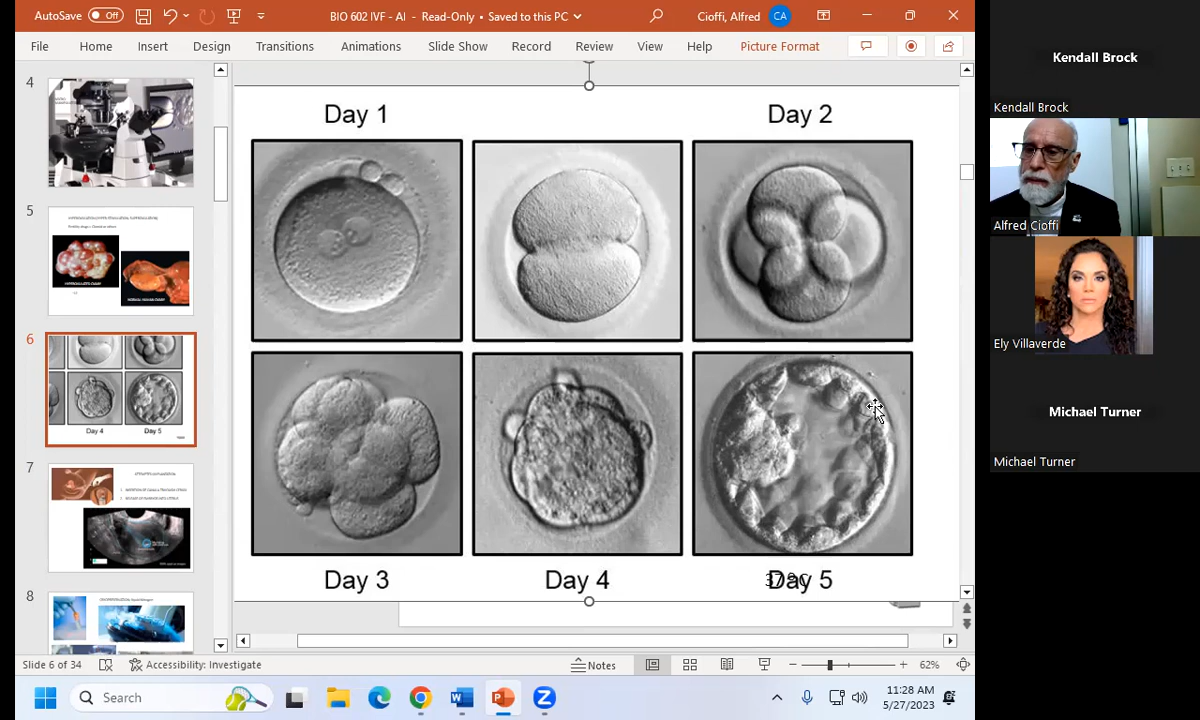 AutoSave Off BIO 602 IVF - AI - Read-Only • Saved to this PC Cioffi, Alfred CA
File Home Insert Design Transitions Animations Slide Show Record Review View Help Picture Format
4
5
6
Day 4 Day 5
7
8
Day 1 Day 2
Day 3 Day 4 Day 5
Slide 6 of 34 Accessibility: Investigate Notes 62%
Search
11:28 AM
5/27/2023
Kendall Brock
Kendall Brock
Alfred Cioffi
Ely Villaverde
Michael Turner
Michael Turner